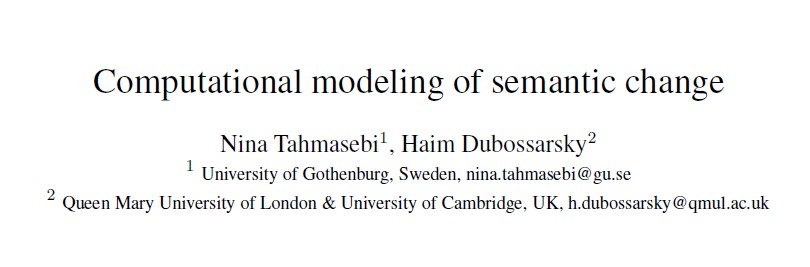 Computational modeling of semantic change
Nina Tahmasebi¹, Haim Dubossarsky²
¹ University of Gothenburg, Sweden, nina.tahmasebi@gu.se
² Queen Mary University of London & University of Cambridge, UK, h.dubossarsky@qmul.ac.uk